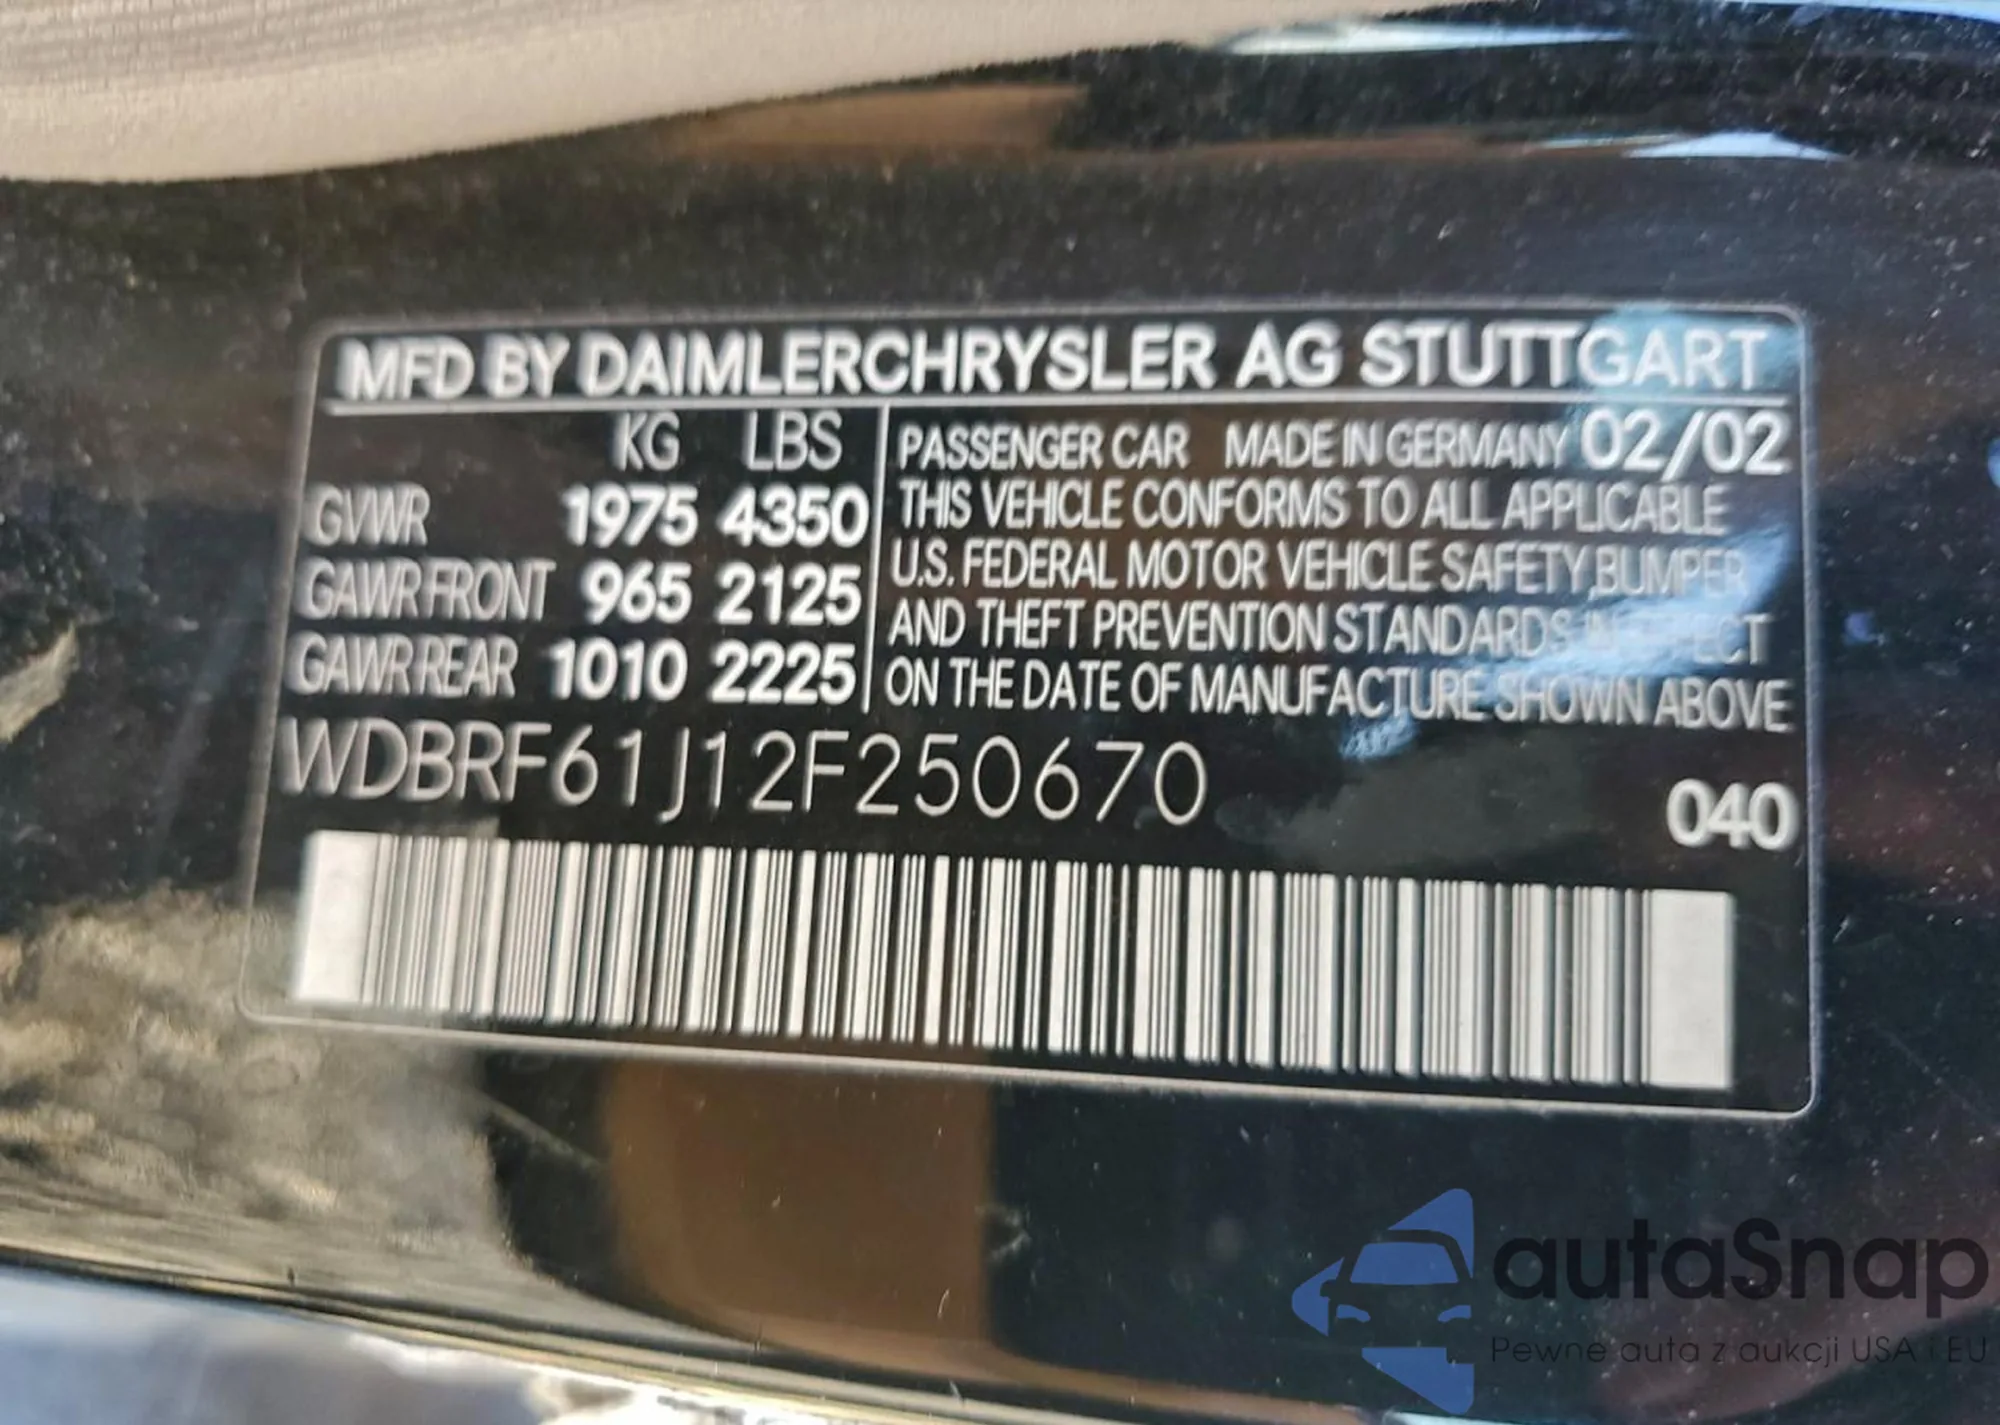 MFD BY DAIMLERCHRYSLER AG STUTTGART
KG LBS
GVWR 1975 4350
GAWR FRONT 965 2125
GAWR REAR 1010 2225
PASSENGER CAR MADE IN GERMANY 02/02
THIS VEHICLE CONFORMS TO ALL APPLICABLE
U.S. FEDERAL MOTOR VEHICLE SAFETY, BUMPER
AND THEFT PREVENTION STANDARDS IN EFFECT
ON THE DATE OF MANUFACTURE SHOWN ABOVE
WDBRF61J12F250670
040
autaSnap
Pewne auta z aukcji USA i EU